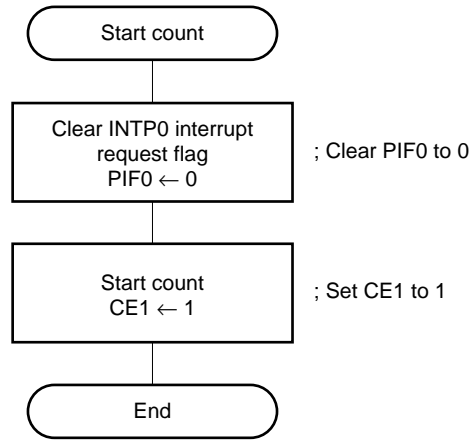 Start count
Clear INTP0 interrupt
request flag
PIF0 ← 0
; Clear PIF0 to 0
Start count
CE1 ← 1
; Set CE1 to 1
End